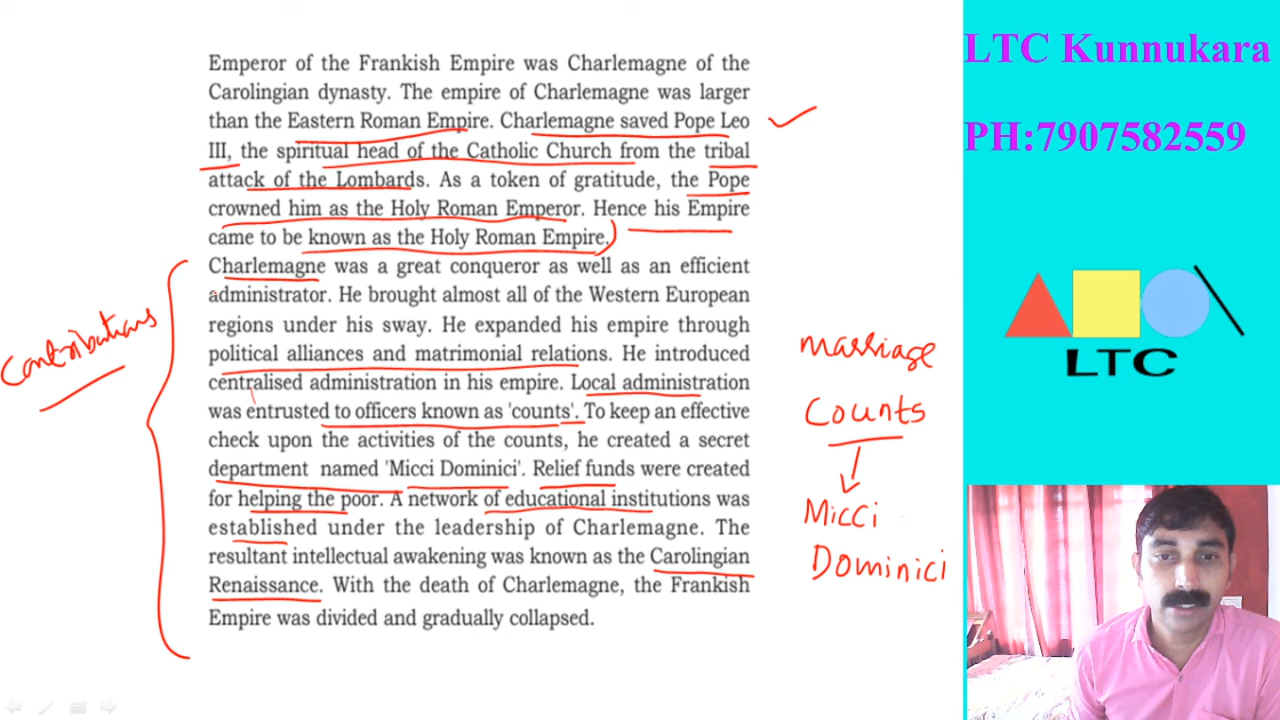 Emperor of the Frankish Empire was Charlemagne of the
Carolingian dynasty. The empire of Charlemagne was larger
than the Eastern Roman Empire. Charlemagne saved Pope Leo
III, the spiritual head of the Catholic Church from the tribal
attack of the Lombards. As a token of gratitude, the Pope
crowned him as the Holy Roman Emperor. Hence his Empire
came to be known as the Holy Roman Empire.
Charlemagne was a great conqueror as well as an efficient
administrator. He brought almost all of the Western European
regions under his sway. He expanded his empire through
political alliances and matrimonial relations. He introduced
centralised administration in his empire. Local administration
was entrusted to officers known as 'counts'. To keep an effective
check upon the activities of the counts, he created a secret
department named 'Micci Dominici'. Relief funds were created
for helping the poor. A network of educational institutions was
established under the leadership of Charlemagne. The
resultant intellectual awakening was known as the Carolingian
Renaissance. With the death of Charlemagne, the Frankish
Empire was divided and gradually collapsed.
Contributions
marriage
Counts
Micci
Dominici
LTC Kunnukara
PH:7907582559
LTC